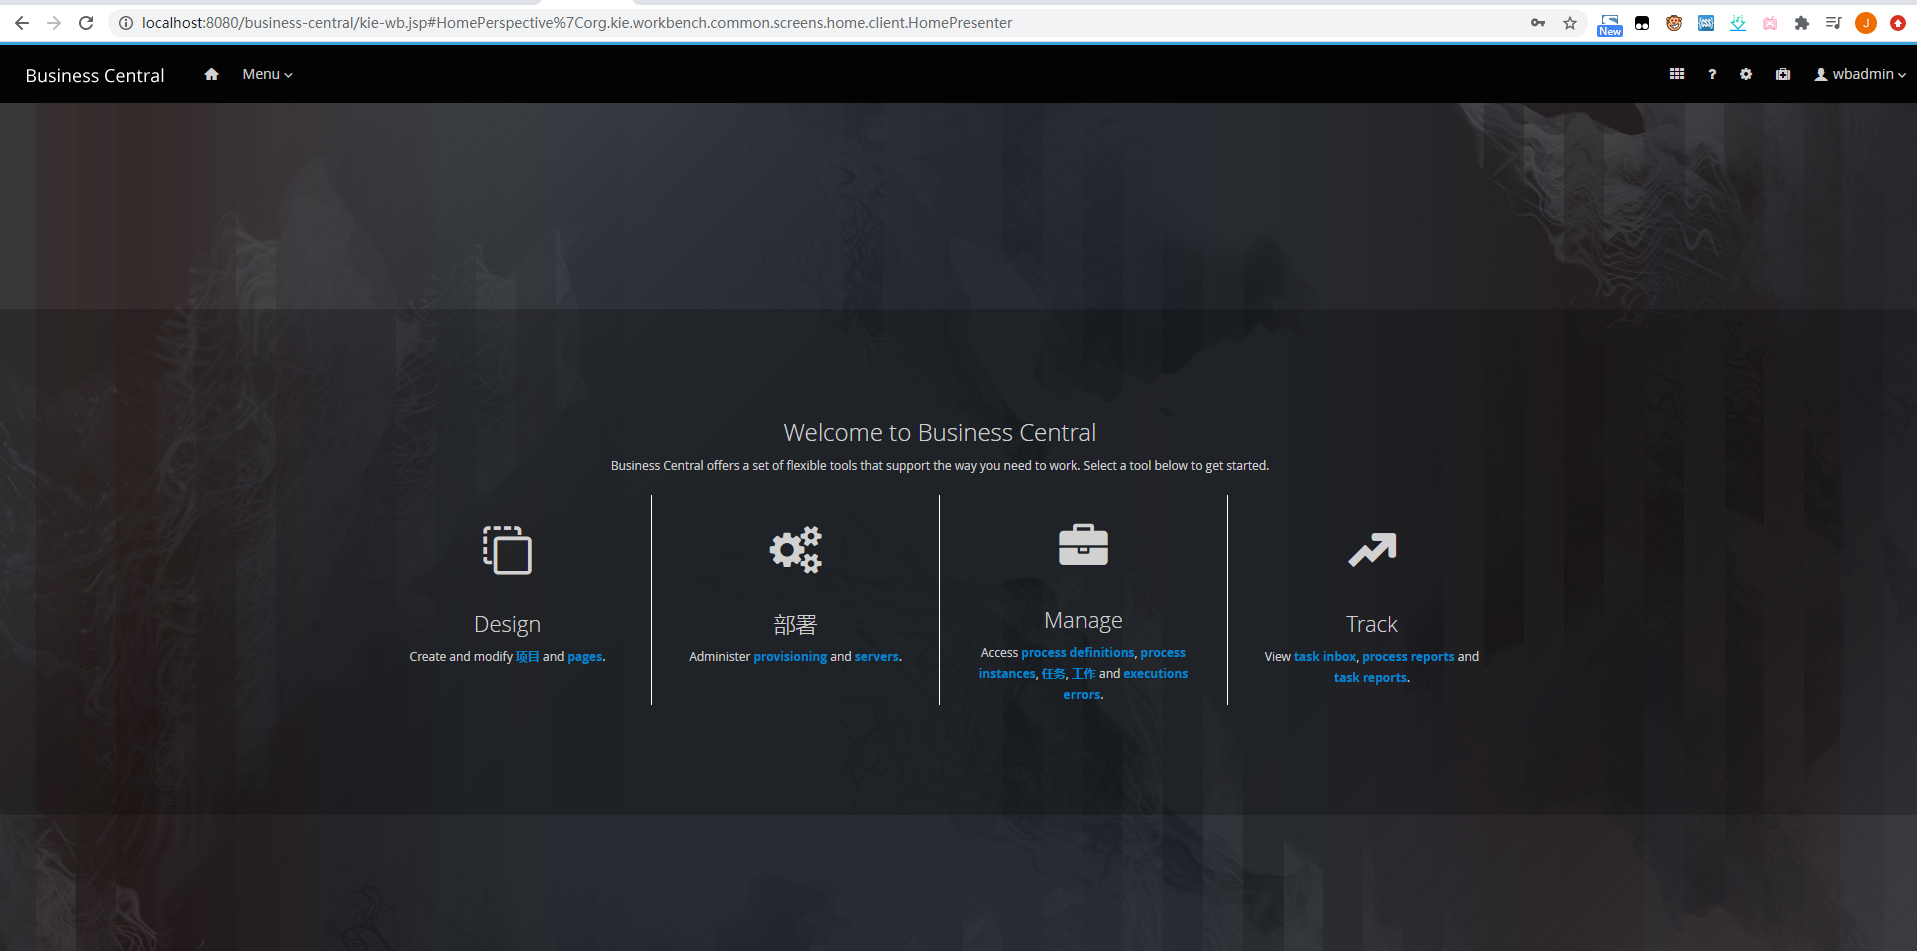 localhost:8080/business-central/kie-wb.jsp#HomePerspective%7Corg.kie.workbench.common.screens.home.client.HomePresenter
New
J
Business Central
Menu
?
wbadmin
Welcome to Business Central
Business Central offers a set of flexible tools that support the way you need to work. Select a tool below to get started.
Design
Create and modify 项目 and pages.
部署
Administer provisioning and servers.
Manage
Access process definitions, process
instances, 任务, 工作 and executions
errors.
Track
View task inbox, process reports and
task reports.